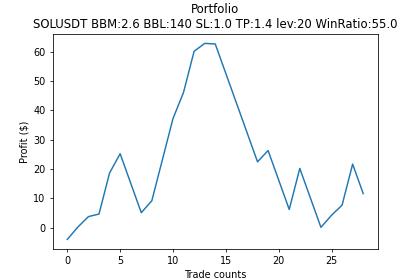 Portfolio
SOLUSDT BBM:2.6 BBL:140 SL:1.0 TP:1.4 lev:20 WinRatio:55.0
Profit ($)
60
50
40
30
20
10
0
0 5 10 15 20 25
Trade counts